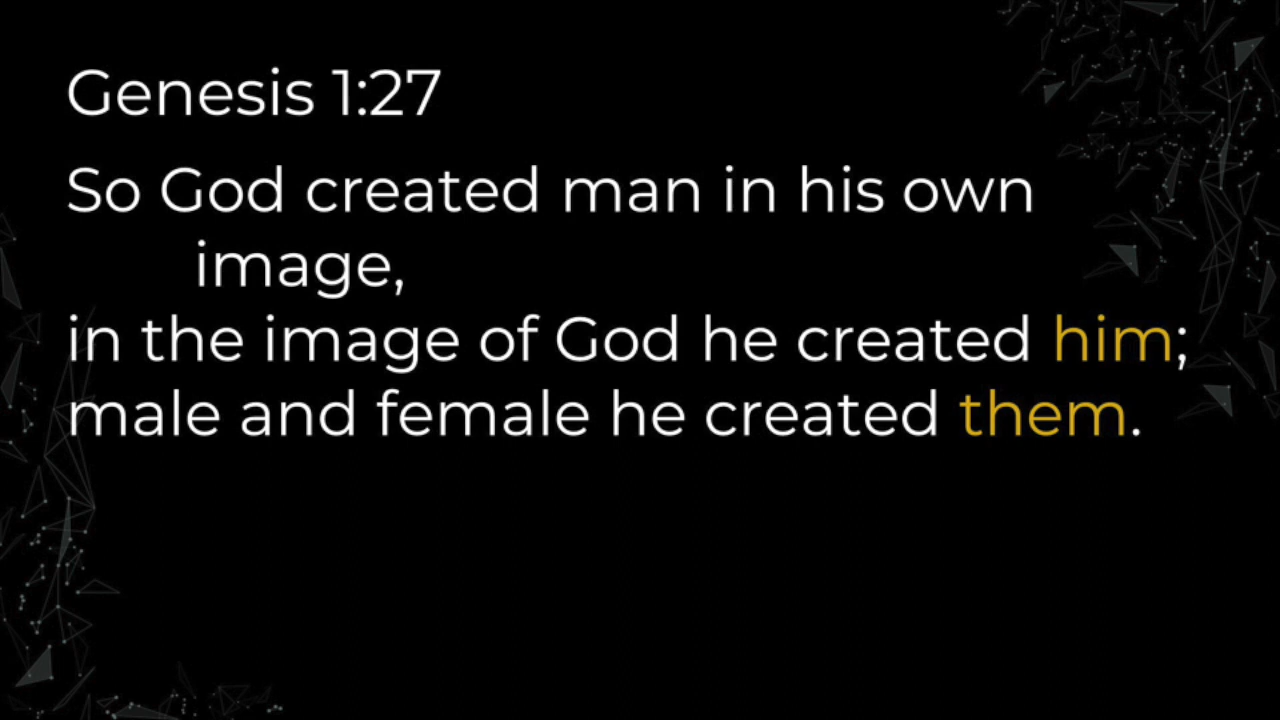 Genesis 1:27
So God created man in his own
image,
in the image of God he created him;
male and female he created them.